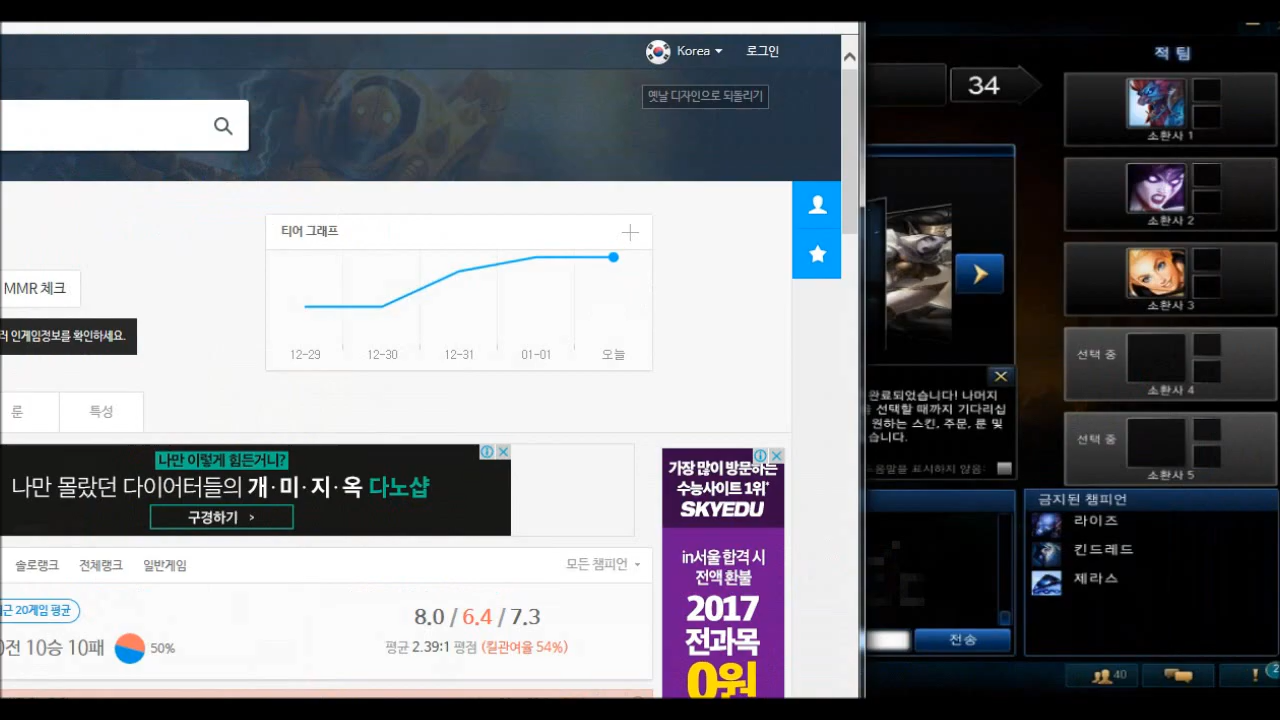 Korea
로그인
옛날 디자인으로 되돌리기
티어 그래프
12-29
12-30
12-31
01-01
오늘
MMR 체크
인게임정보를 확인하세요.
룬
특성
나만 이렇게 힘든거니?
나만 몰랐던 다이어터들의 개·미·지·옥 다노샵
구경하기 >
가장 많이 방문하는
수능사이트 1위*
SKYEDU
in서울 합격 시
전액 환불
2017
전과목
0원
솔로랭크
전체랭크
일반게임
모든 챔피언
20게임 평균
8.0 / 6.4 / 7.3
10승 10패
50%
평균 2.39:1 평점 (킬관여율 54%)
34
적 팀
소환사 1
소환사 2
소환사 3
선택 중
소환사 4
선택 중
소환사 5
완료되었습니다! 나머지
선택할 때까지 기다리십
원하는 스킨, 주문, 룬 및
습니다.
도움말을 표시하지 않음:
금지된 챔피언
라이즈
킨드레드
제라스
전송
40
2